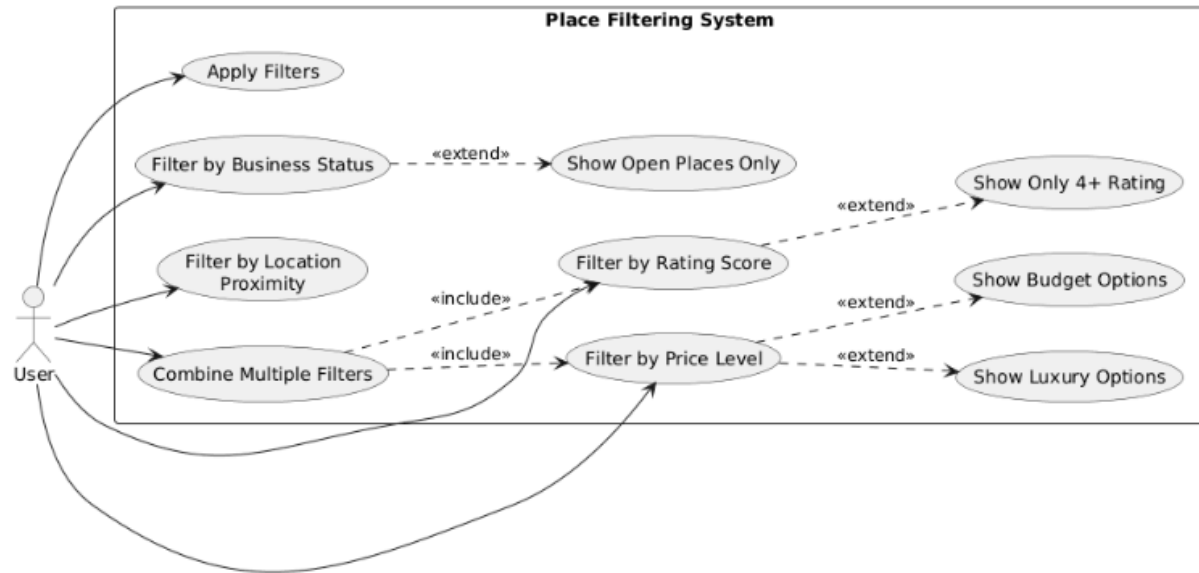 Place Filtering System
Apply Filters
Filter by Business Status
«extend»
Show Open Places Only
Show Only 4+ Rating
«extend»
Filter by Location
Proximity
Filter by Rating Score
Show Budget Options
«include»
«extend»
User
Combine Multiple Filters
«include»
Filter by Price Level
«extend»
Show Luxury Options